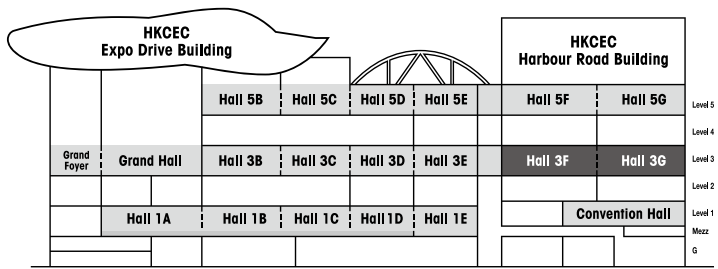 HKCEC
Expo Drive Building
HKCEC
Harbour Road Building
Hall 5B Hall 5C Hall 5D Hall 5E Hall 5F Hall 5G Level 5
Level 4
Grand
Foyer
Grand Hall Hall 3B Hall 3C Hall 3D Hall 3E Hall 3F Hall 3G Level 3
Level 2
Hall 1A Hall 1B Hall 1C Hall1D Hall 1E Convention Hall Level 1
Mezz
G